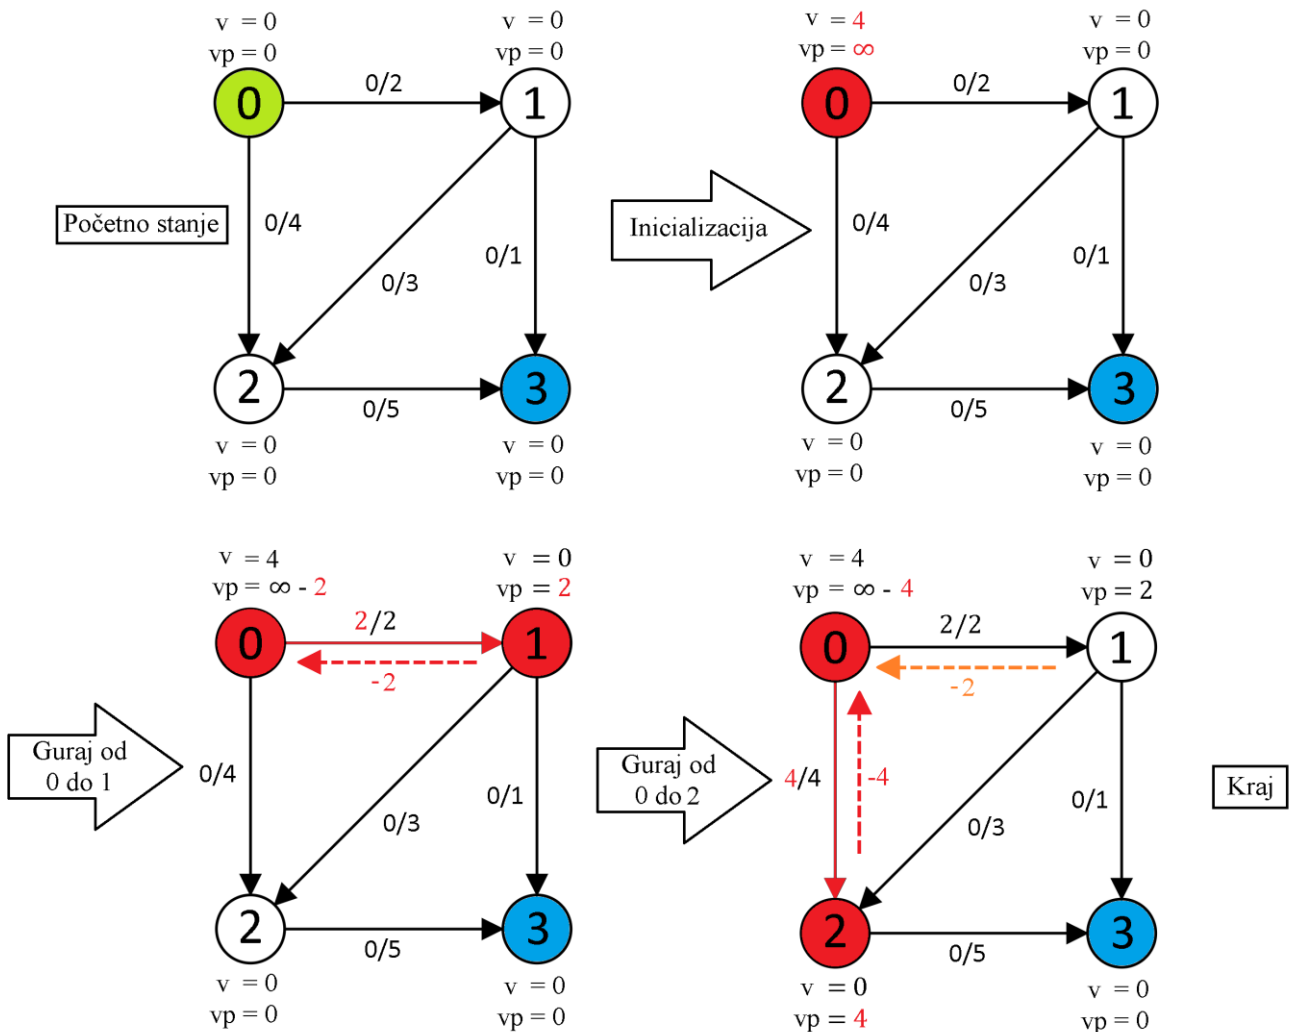 v = 0
vp = 0
v = 0
vp = 0
0
0/2
1
Početno stanje
0/4
0/3
0/1
2
0/5
3
v = 0
vp = 0
v = 0
vp = 0
v = 4
vp = ∞
v = 0
vp = 0
0
0/2
1
Inicializacija
0/4
0/3
0/1
2
0/5
3
v = 0
vp = 0
v = 0
vp = 0
v = 4
vp = ∞ - 2
v = 0
vp = 2
0
2/2
1
-2
Guraj od
0 do 1
0/4
0/3
0/1
2
0/5
3
v = 0
vp = 0
v = 0
vp = 0
v = 4
vp = ∞ - 4
v = 0
vp = 2
0
2/2
1
-2
Guraj od
0 do 2
4/4
-4
0/3
0/1
Kraj
2
0/5
3
v = 0
vp = 4
v = 0
vp = 0